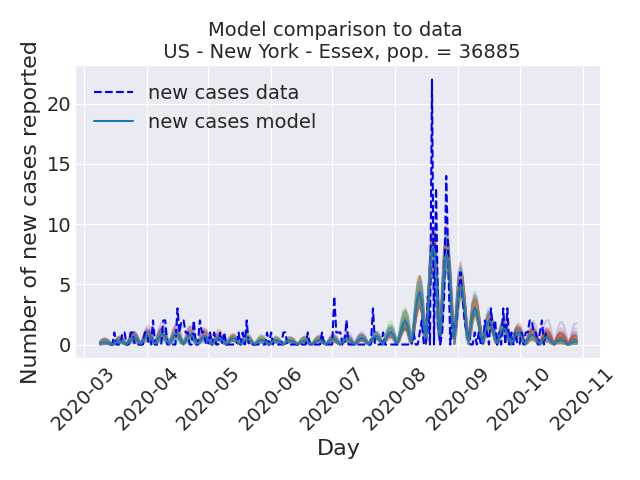 Model comparison to data
US - New York - Essex, pop. = 36885
Number of new cases reported
20
15
10
5
0
new cases data
new cases model
2020-03
2020-04
2020-05
2020-06
2020-07
2020-08
2020-09
2020-10
2020-11
Day